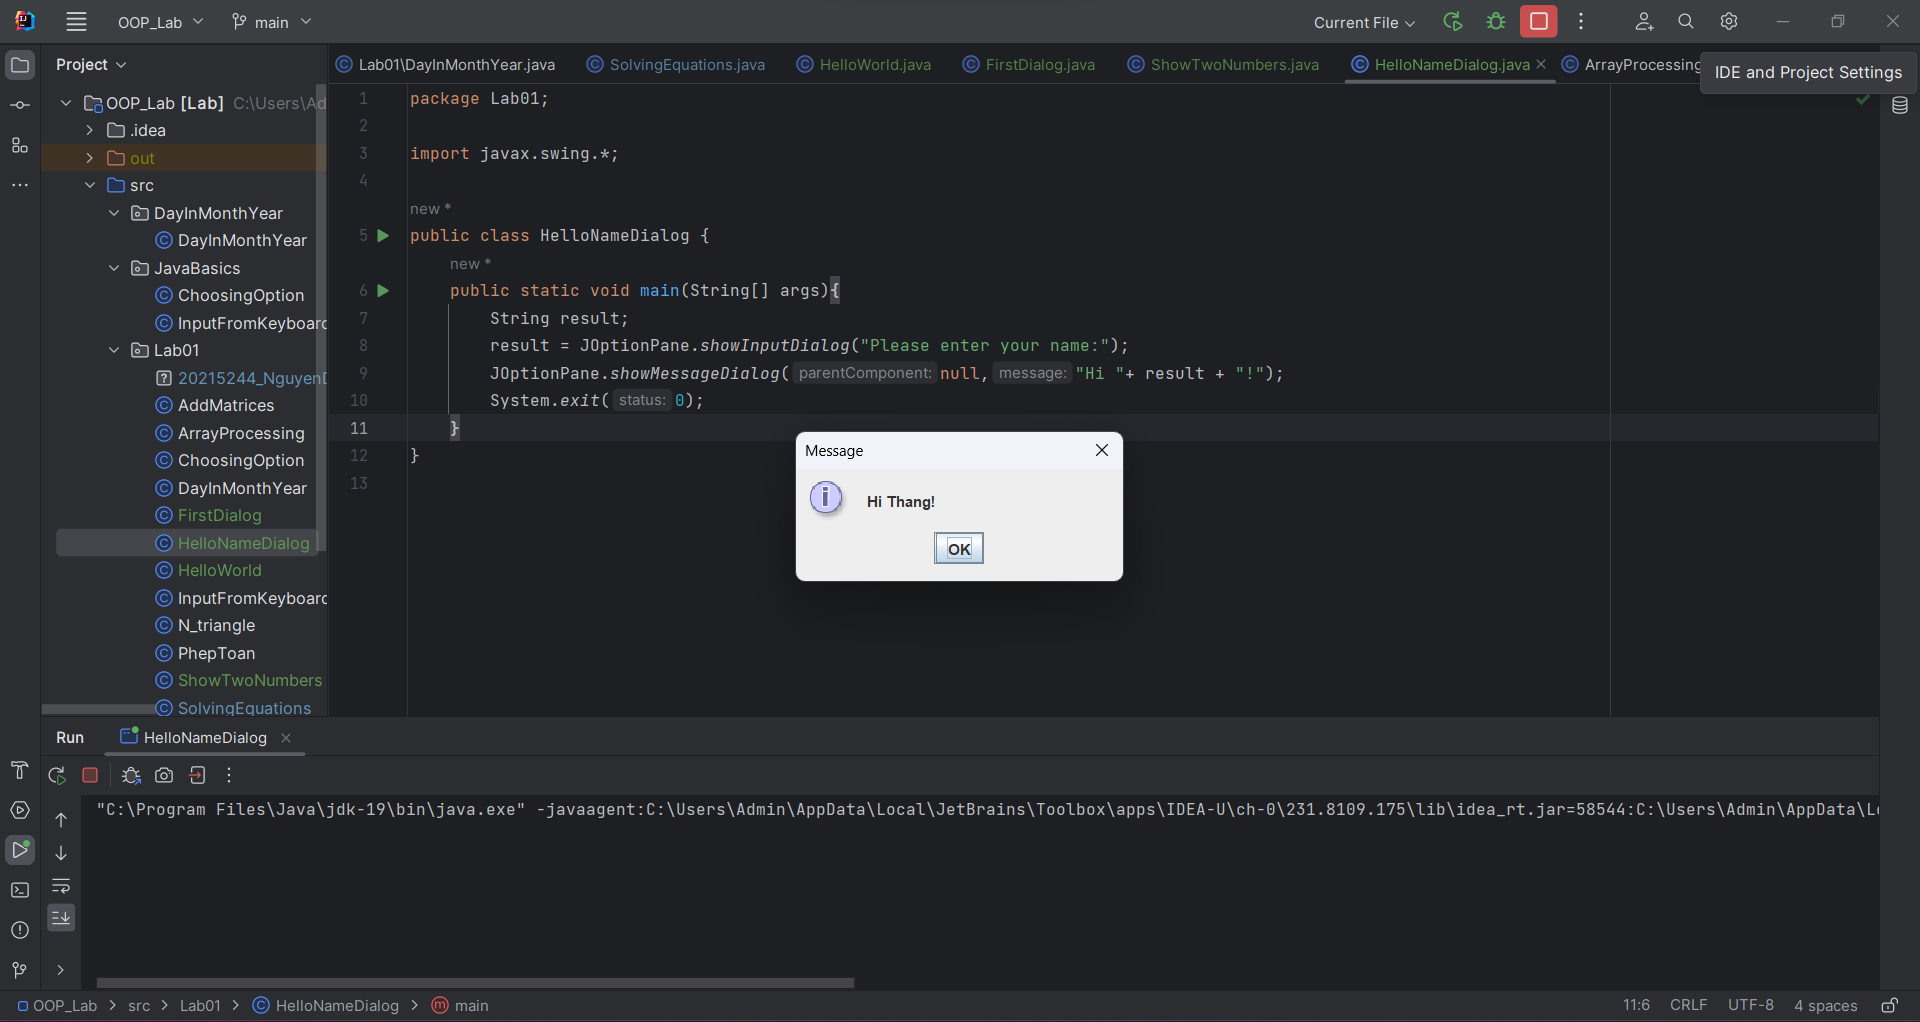 OOP_Lab
main
Current File
Project
Lab01\DayInMonthYear.java
SolvingEquations.java
HelloWorld.java
FirstDialog.java
ShowTwoNumbers.java
HelloNameDialog.java
ArrayProcessing
IDE and Project Settings
OOP_Lab [Lab] C:\Users\Ad
.idea
out
src
DayInMonthYear
DayInMonthYear
JavaBasics
ChoosingOption
InputFromKeyboard
Lab01
20215244_Nguyen
AddMatrices
ArrayProcessing
ChoosingOption
DayInMonthYear
FirstDialog
HelloNameDialog
HelloWorld
InputFromKeyboard
N_triangle
PhepToan
ShowTwoNumbers
SolvingEquations
1 package Lab01;
2
3 import javax.swing.*;
4
new *
5 public class HelloNameDialog {
new *
6 public static void main(String[] args){
7 String result;
8 result = JOptionPane.showInputDialog("Please enter your name:");
9 JOptionPane.showMessageDialog( parentComponent: null, message: "Hi "+ result + "!");
10 System.exit( status: 0);
11 }
12 }
13
Message
Hi Thang!
OK
Run
HelloNameDialog
"C:\Program Files\Java\jdk-19\bin\java.exe" -javaagent:C:\Users\Admin\AppData\Local\JetBrains\Toolbox\apps\IDEA-U\ch-0\231.8109.175\lib\idea_rt.jar=58544:C:\Users\Admin\AppData\Lo
OOP_Lab > src > Lab01 > HelloNameDialog > main
11:6 CRLF UTF-8 4 spaces